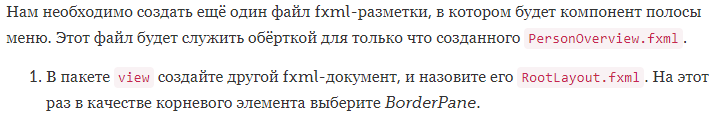 Нам необходимо создать ещё один файл fxml-разметки, в котором будет компонент полосы
меню. Этот файл будет служить обёрткой для только что созданного PersonOverview.fxml.
1. В пакете view создайте другой fxml-документ, и назовите его RootLayout.fxml. На этот
раз в качестве корневого элемента выберите BorderPane.